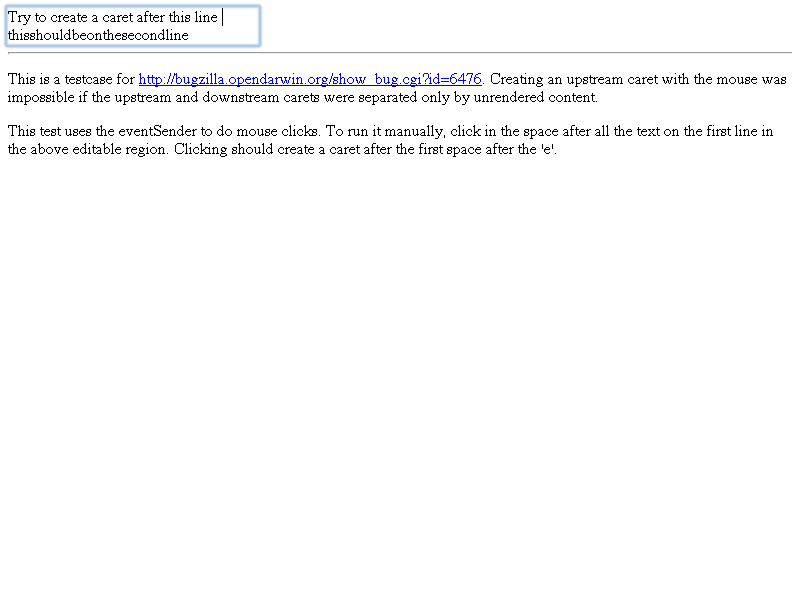 Try to create a caret after this line
thisshouldbeonthesecondline
This is a testcase for http://bugzilla.opendarwin.org/show_bug.cgi?id=6476. Creating an upstream caret with the mouse was
impossible if the upstream and downstream carets were separated only by unrendered content.
This test uses the eventSender to do mouse clicks. To run it manually, click in the space after all the text on the first line in
the above editable region. Clicking should create a caret after the first space after the 'e'.